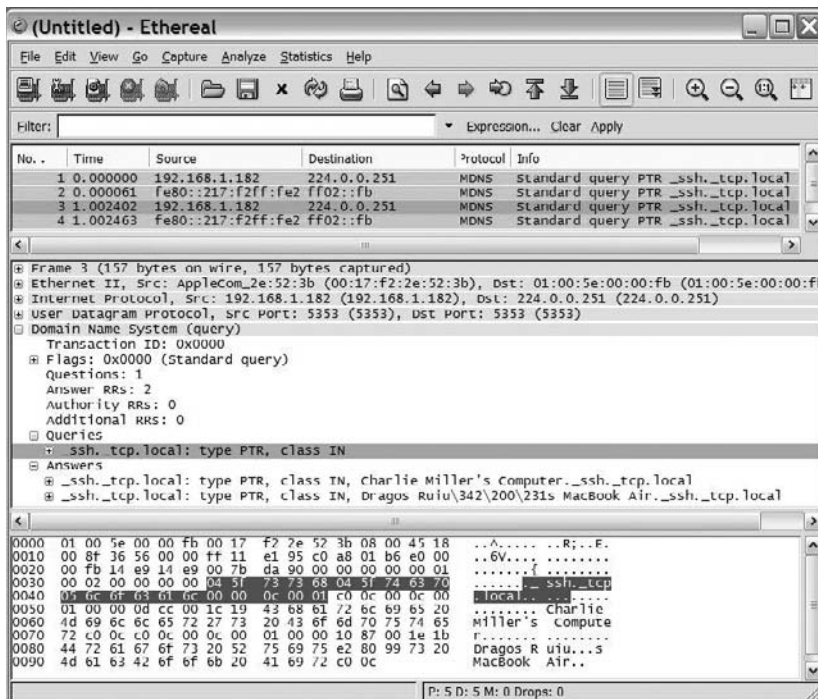 (Untitled) - Ethereal
File Edit View Go Capture Analyze Statistics Help
Filter: Expression... Clear Apply
No. . Time Source Destination Protocol Info
1 0.000000 192.168.1.182 224.0.0.251 MDNS Standard query PTR _ssh._tcp.local
2 0.000061 fe80::217:f2ff:fe2 ff02::fb MDNS Standard query PTR _ssh._tcp.local
3 1.002402 192.168.1.182 224.0.0.251 MDNS Standard query PTR _ssh._tcp.local
4 1.002463 fe80::217:f2ff:fe2 ff02::fb MDNS Standard query PTR _ssh._tcp.local
Frame 3 (157 bytes on wire, 157 bytes captured)
Ethernet II, Src: AppleCom_2e:52:3b (00:17:f2:2e:52:3b), Dst: 01:00:5e:00:00:fb (01:00:5e:00:00:fb
Internet Protocol, Src: 192.168.1.182 (192.168.1.182), Dst: 224.0.0.251 (224.0.0.251)
User Datagram Protocol, Src Port: 5353 (5353), Dst Port: 5353 (5353)
Domain Name System (query)
Transaction ID: 0x0000
Flags: 0x0000 (Standard query)
Questions: 1
Answer RRs: 2
Authority RRs: 0
Additional RRs: 0
Queries
_ssh._tcp.local: type PTR, class IN
Answers
_ssh._tcp.local: type PTR, class IN, Charlie Miller's Computer._ssh._tcp.local
_ssh._tcp.local: type PTR, class IN, Dragos Ruiu\342\200\231s MacBook Air._ssh._tcp.local
0000 01 00 5e 00 00 fb 00 17 f2 2e 52 3b 08 00 45 18 ..^..... ..R;..E.
0010 00 8f 36 56 00 00 ff 11 e1 95 c0 a8 01 b6 e0 00 ..6V.... ........
0020 00 fb 14 e9 14 e9 00 7b da 90 00 00 00 00 00 01 .......{ ........
0030 00 02 00 00 00 00 04 5f 73 73 68 04 5f 74 63 70 ......._ ssh._tcp
0040 05 6c 6f 63 61 6c 00 00 0c 00 01 c0 0c 00 0c 00 .local.. ........
0050 01 00 00 0d cc 00 1c 19 43 68 61 72 6c 69 65 20 ........ Charlie
0060 4d 69 6c 6c 65 72 27 73 20 43 6f 6d 70 75 74 65 Miller's Compute
0070 72 c0 0c c0 0c 00 0c 00 01 00 00 10 87 00 1e 1b r....... ........
0080 44 72 61 67 6f 73 20 52 75 69 75 e2 80 99 73 20 Dragos R uiu...s
0090 4d 61 63 42 6f 6f 6b 20 41 69 72 c0 0c MacBook Air..
P: 5 D: 5 M: 0 Drops: 0